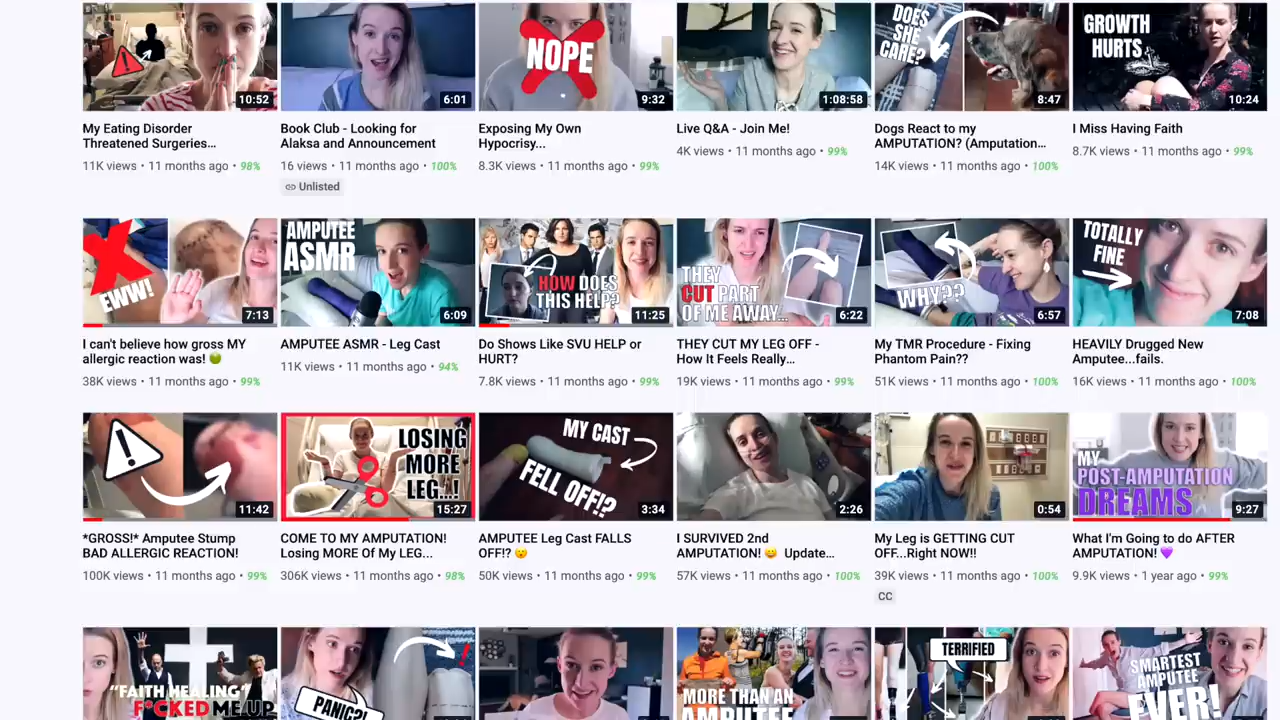 DOES
SHE
CARE?
GROWTH
HURTS
NOPE
10:52
6:01
9:32
1:08:58
8:47
10:24
My Eating Disorder
Threatened Surgeries...
11K views • 11 months ago • 98%
Book Club - Looking for
Alaksa and Announcement
16 views • 11 months ago • 100%
Unlisted
Exposing My Own
Hypocrisy...
8.3K views • 11 months ago • 99%
Live Q&A - Join Me!
4K views • 11 months ago • 99%
Dogs React to my
AMPUTATION? (Amputation...
14K views • 11 months ago • 100%
I Miss Having Faith
8.7K views • 11 months ago • 99%
EWW!
7:13
AMPUTEE
ASMR
6:09
HOW DOES
THIS HELP?
11:25
THEY
CUT PART
OF ME AWAY...
6:22
WHY??
6:57
TOTALLY
FINE
7:08
I can't believe how gross MY
allergic reaction was! 🤢
38K views • 11 months ago • 99%
AMPUTEE ASMR - Leg Cast
11K views • 11 months ago • 94%
Do Shows Like SVU HELP or
HURT?
7.8K views • 11 months ago • 99%
THEY CUT MY LEG OFF -
How It Feels Really...
19K views • 11 months ago • 99%
My TMR Procedure - Fixing
Phantom Pain??
51K views • 11 months ago • 100%
HEAVILY Drugged New
Amputee...fails.
16K views • 11 months ago • 100%
11:42
LOSING
MORE
LEG...!
15:27
MY CAST
FELL OFF!?
3:34
2:26
0:54
MY
POST-AMPUTATION
DREAMS
9:27
*GROSS!* Amputee Stump
BAD ALLERGIC REACTION!
100K views • 11 months ago • 99%
COME TO MY AMPUTATION!
Losing MORE Of My LEG...
306K views • 11 months ago • 98%
AMPUTEE Leg Cast FALLS
OFF!? 😮
50K views • 11 months ago • 99%
I SURVIVED 2nd
AMPUTATION! 😄 Update...
57K views • 11 months ago • 100%
My Leg is GETTING CUT
OFF...Right NOW!!
39K views • 11 months ago • 100%
CC
What I'm Going to do AFTER
AMPUTATION! 💜
9.9K views • 1 year ago • 99%
"FAITH HEALING"
F*CKED ME UP
PANIC?!
MORE THAN AN
AMPUTEE
TERRIFIED
SMARTEST
AMPUTEE
EVER!